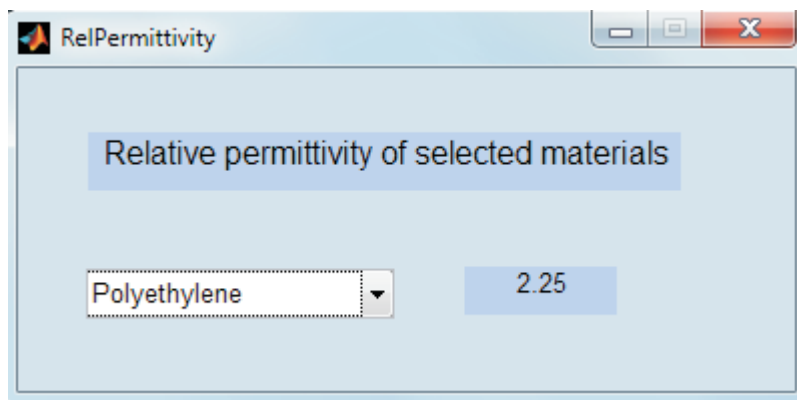 RelPermittivity
Relative permittivity of selected materials
Polyethylene
2.25